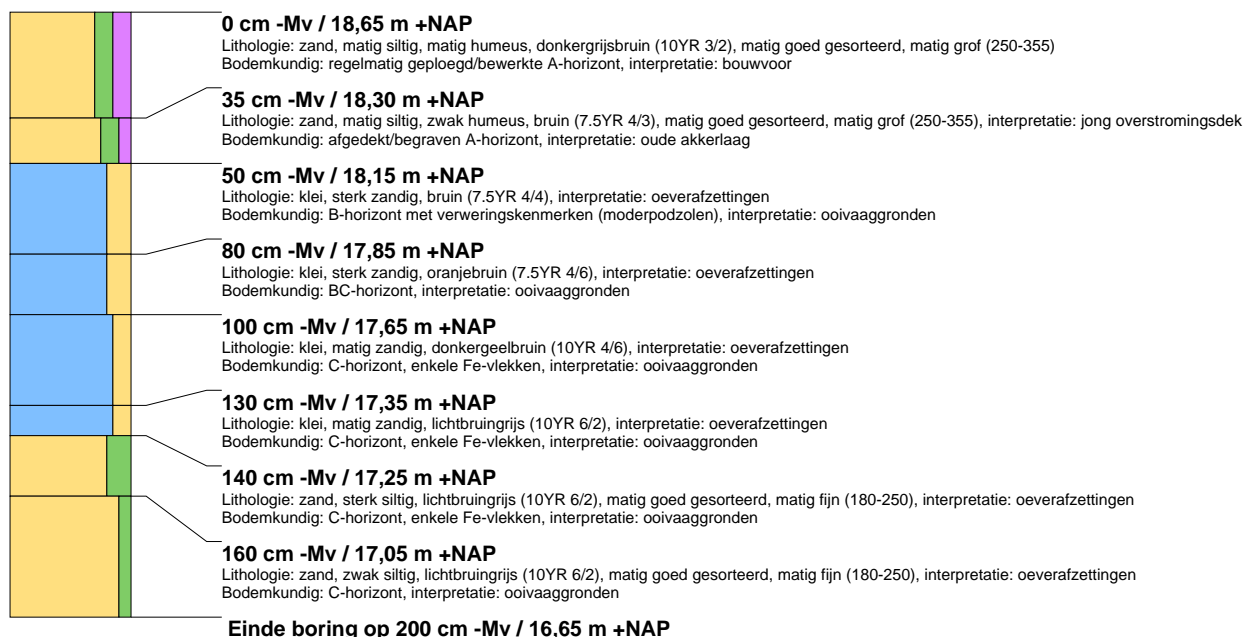 0 cm -Mv / 18,65 m +NAP
Lithologie: zand, matig siltig, matig humeus, donkergrijsbruin (10YR 3/2), matig goed gesorteerd, matig grof (250-355)
Bodemkundig: regelmatig geploegd/bewerkte A-horizont, interpretatie: bouwvoor
35 cm -Mv / 18,30 m +NAP
Lithologie: zand, matig siltig, zwak humeus, bruin (7.5YR 4/3), matig goed gesorteerd, matig grof (250-355), interpretatie: jong overstromingsdek
Bodemkundig: afgedekt/begraven A-horizont, interpretatie: oude akkerlaag
50 cm -Mv / 18,15 m +NAP
Lithologie: klei, sterk zandig, bruin (7.5YR 4/4), interpretatie: oeverafzettingen
Bodemkundig: B-horizont met verweringskenmerken (moderpodzolen), interpretatie: ooivaaggronden
80 cm -Mv / 17,85 m +NAP
Lithologie: klei, sterk zandig, oranjebruin (7.5YR 4/6), interpretatie: oeverafzettingen
Bodemkundig: BC-horizont, interpretatie: ooivaaggronden
100 cm -Mv / 17,65 m +NAP
Lithologie: klei, matig zandig, donkergeelbruin (10YR 4/6), interpretatie: oeverafzettingen
Bodemkundig: C-horizont, enkele Fe-vlekken, interpretatie: ooivaaggronden
130 cm -Mv / 17,35 m +NAP
Lithologie: klei, matig zandig, lichtbruingrijs (10YR 6/2), interpretatie: oeverafzettingen
Bodemkundig: C-horizont, enkele Fe-vlekken, interpretatie: ooivaaggronden
140 cm -Mv / 17,25 m +NAP
Lithologie: zand, sterk siltig, lichtbruingrijs (10YR 6/2), matig goed gesorteerd, matig fijn (180-250), interpretatie: oeverafzettingen
Bodemkundig: C-horizont, enkele Fe-vlekken, interpretatie: ooivaaggronden
160 cm -Mv / 17,05 m +NAP
Lithologie: zand, zwak siltig, lichtbruingrijs (10YR 6/2), matig goed gesorteerd, matig fijn (180-250), interpretatie: oeverafzettingen
Bodemkundig: C-horizont, interpretatie: ooivaaggronden
Einde boring op 200 cm -Mv / 16,65 m +NAP